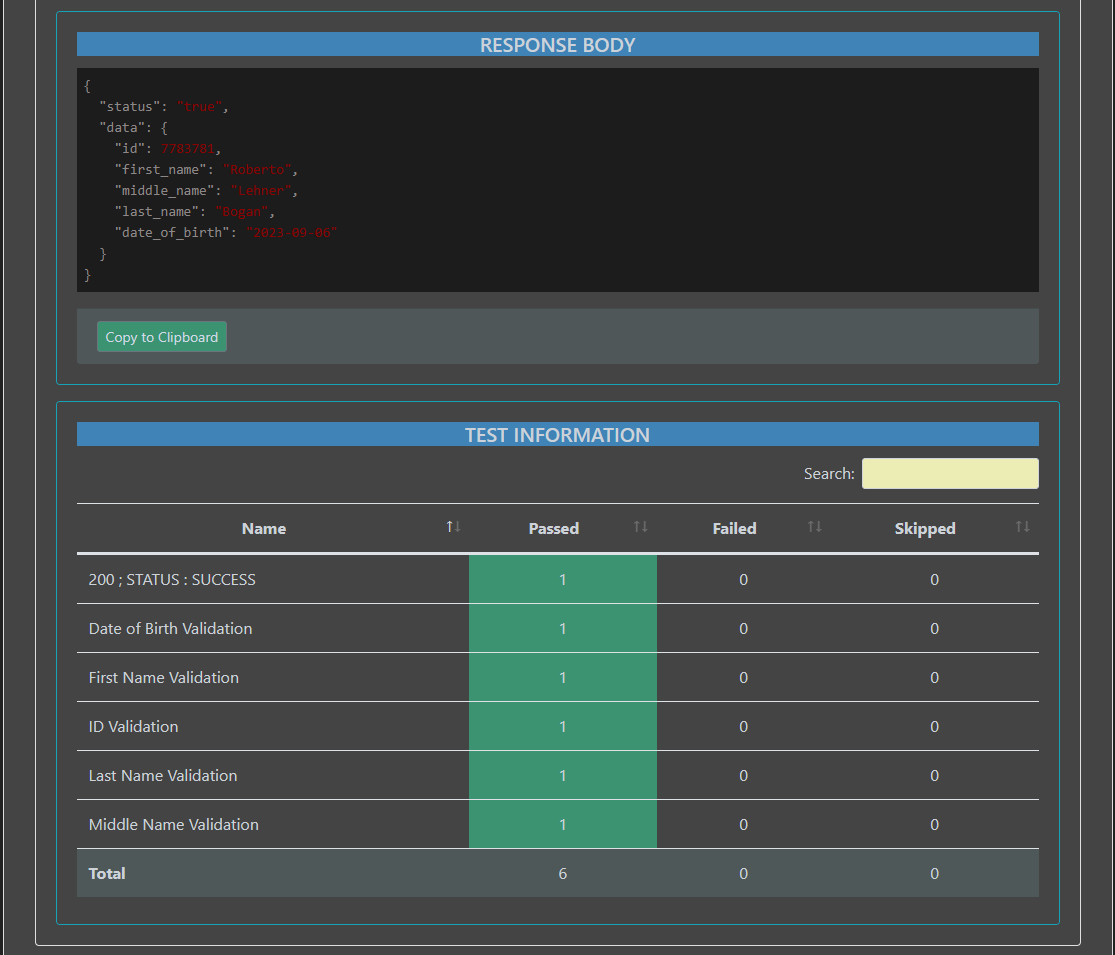 RESPONSE BODY
{
  "status": "true",
  "data": {
    "id": 7783781,
    "first_name": "Roberto",
    "middle_name": "Lehner",
    "last_name": "Bogan",
    "date_of_birth": "2023-09-06"
  }
}
Copy to Clipboard
TEST INFORMATION
Search:
Name Passed Failed Skipped
200 ; STATUS : SUCCESS 1 0 0
Date of Birth Validation 1 0 0
First Name Validation 1 0 0
ID Validation 1 0 0
Last Name Validation 1 0 0
Middle Name Validation 1 0 0
Total 6 0 0